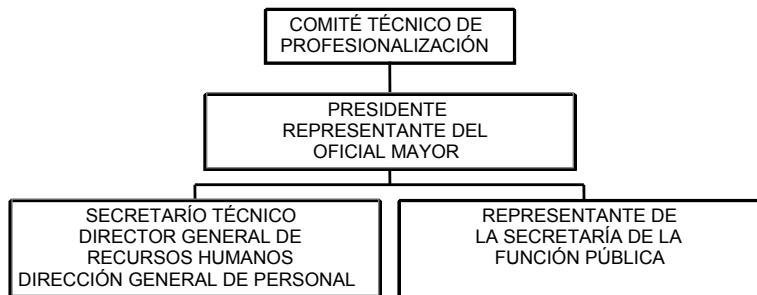 COMITÉ TÉCNICO DE
PROFESIONALIZACIÓN
PRESIDENTE
REPRESENTANTE DEL
OFICIAL MAYOR
SECRETARÍO TÉCNICO
DIRECTOR GENERAL DE
RECURSOS HUMANOS
DIRECCIÓN GENERAL DE PERSONAL
REPRESENTANTE DE
LA SECRETARÍA DE LA
FUNCIÓN PÚBLICA